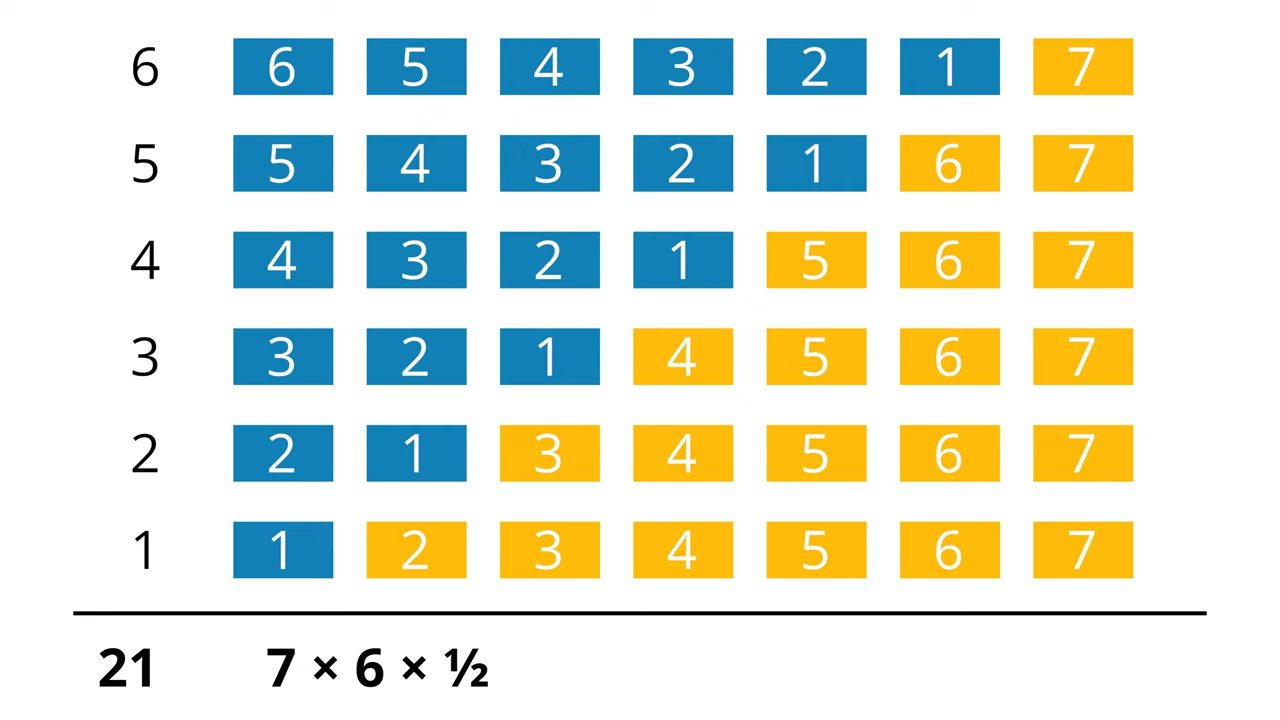 6 6 5 4 3 2 1 7
5 5 4 3 2 1 6 7
4 4 3 2 1 5 6 7
3 3 2 1 4 5 6 7
2 2 1 3 4 5 6 7
1 1 2 3 4 5 6 7
21 7 × 6 × ½